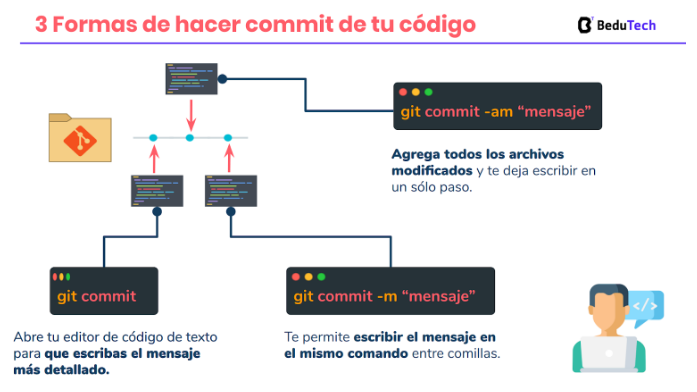 3 Formas de hacer commit de tu código
BeduTech
git commit -am “mensaje”
Agrega todos los archivos
modificados y te deja escribir en
un sólo paso.
git commit
git commit -m “mensaje”
Abre tu editor de código de texto
para que escribas el mensaje
más detallado.
Te permite escribir el mensaje en
el mismo comando entre comillas.